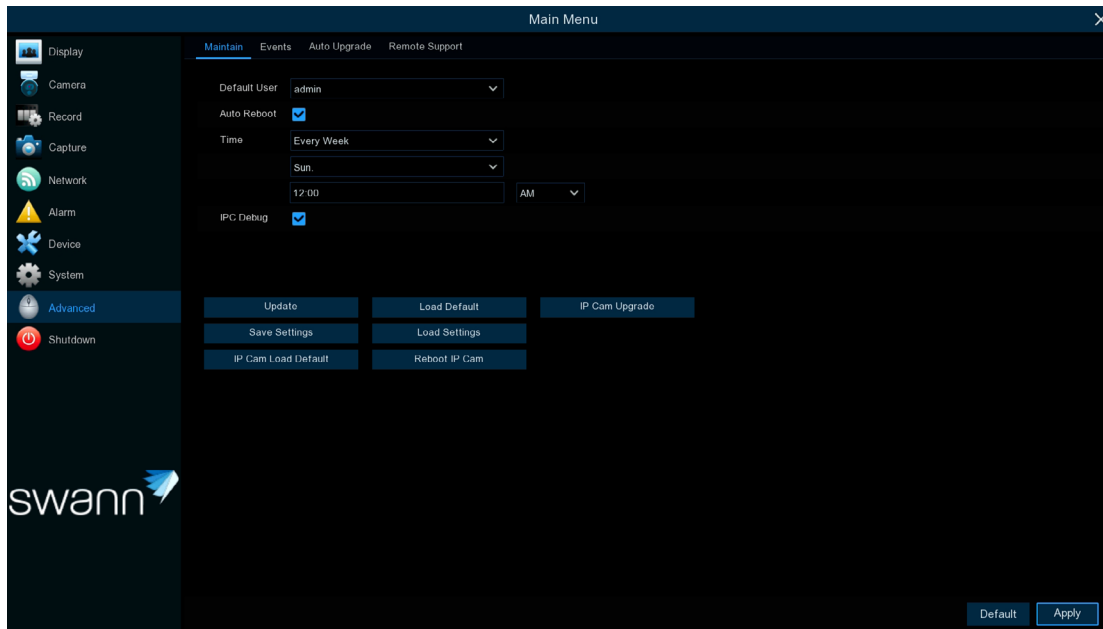 Main Menu
Display
Camera
Record
Capture
Network
Alarm
Device
System
Advanced
Shutdown
swann
Maintain Events Auto Upgrade Remote Support
Default User admin
Auto Reboot
Time Every Week
Sun.
12:00 AM
IPC Debug
Update Load Default IP Cam Upgrade
Save Settings Load Settings
IP Cam Load Default Reboot IP Cam
Default Apply